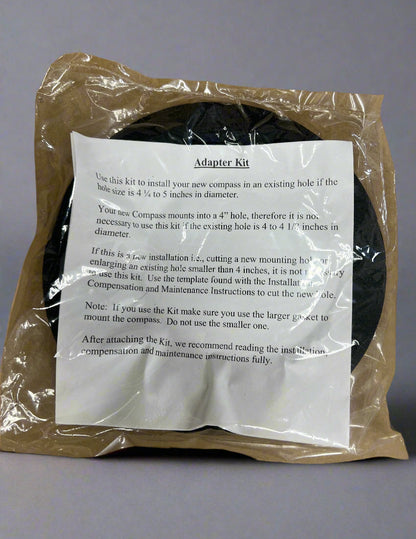 Adapter Kit
Use this kit to install your new compass in an existing hole if the
hole size is 4 ¼ to 5 inches in diameter.
Your new Compass mounts into a 4" hole, therefore it is not
necessary to use this kit if the existing hole is 4 to 4 1/8 inches in
diameter.
If this is a new installation i.e., cutting a new mounting hole or
enlarging an existing hole smaller than 4 inches, it is not necessary
to use this kit. Use the template found with the Installation
Compensation and Maintenance Instructions to cut the new hole.
Note: If you use the Kit make sure you use the larger gasket to
mount the compass. Do not use the smaller one.
After attaching the Kit, we recommend reading the installation
compensation and maintenance instructions fully.